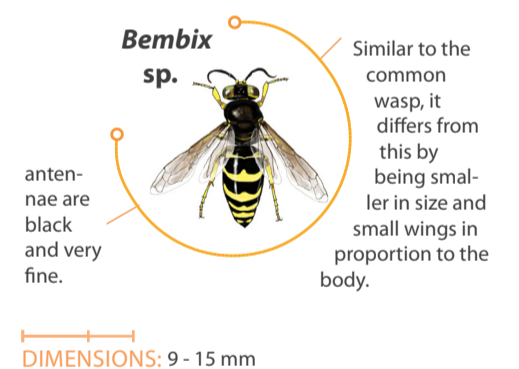 Bembix
sp.
Similar to the
common
wasp, it
differs from
this by
being smal-
ler in size and
small wings in
proportion to the
body.
anten-
nae are
black
and very
fine.
DIMENSIONS: 9 - 15 mm